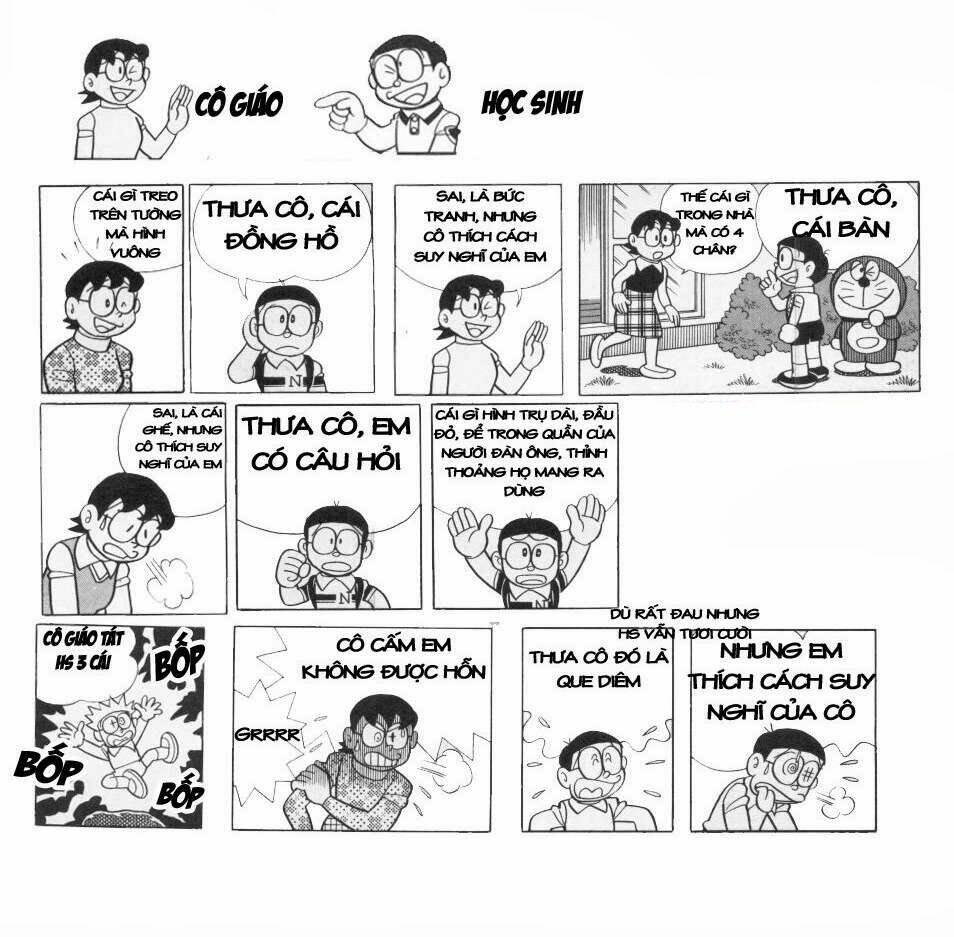 CÔ GIÁO
HỌC SINH
CÁI GÌ TREO
TRÊN TƯỜNG
MÀ HÌNH
VUÔNG
THƯA CÔ, CÁI
ĐỒNG HỒ
SAI, LÀ BỨC
TRANH, NHƯNG
CÔ THÍCH CÁCH
SUY NGHĨ CỦA EM
THẾ CÁI GÌ
TRONG NHÀ
MÀ CÓ 4
CHÂN?
THƯA CÔ,
CÁI BÀN
SAI, LÀ CÁI
GHẾ, NHƯNG
CÔ THÍCH SUY
NGHĨ CỦA EM
THƯA CÔ, EM
CÓ CÂU HỎI
CÁI GÌ HÌNH TRỤ DÀI, ĐẦU
ĐỎ, ĐỂ TRONG QUẦN CỦA
NGƯỜI ĐÀN ÔNG, THỈNH
THOẢNG HỌ MANG RA
DÙNG
CÔ GIÁO TÁT
HS 3 CÁI
BỐP
BỐP
BỐP
CÔ CẤM EM
KHÔNG ĐƯỢC HỖN
GRRRR
DÙ RẤT ĐAU NHƯNG
HS VẪN TƯƠI CƯỜI
THƯA CÔ ĐÓ LÀ
QUE DIÊM
NHƯNG EM
THÍCH CÁCH SUY
NGHĨ CỦA CÔ